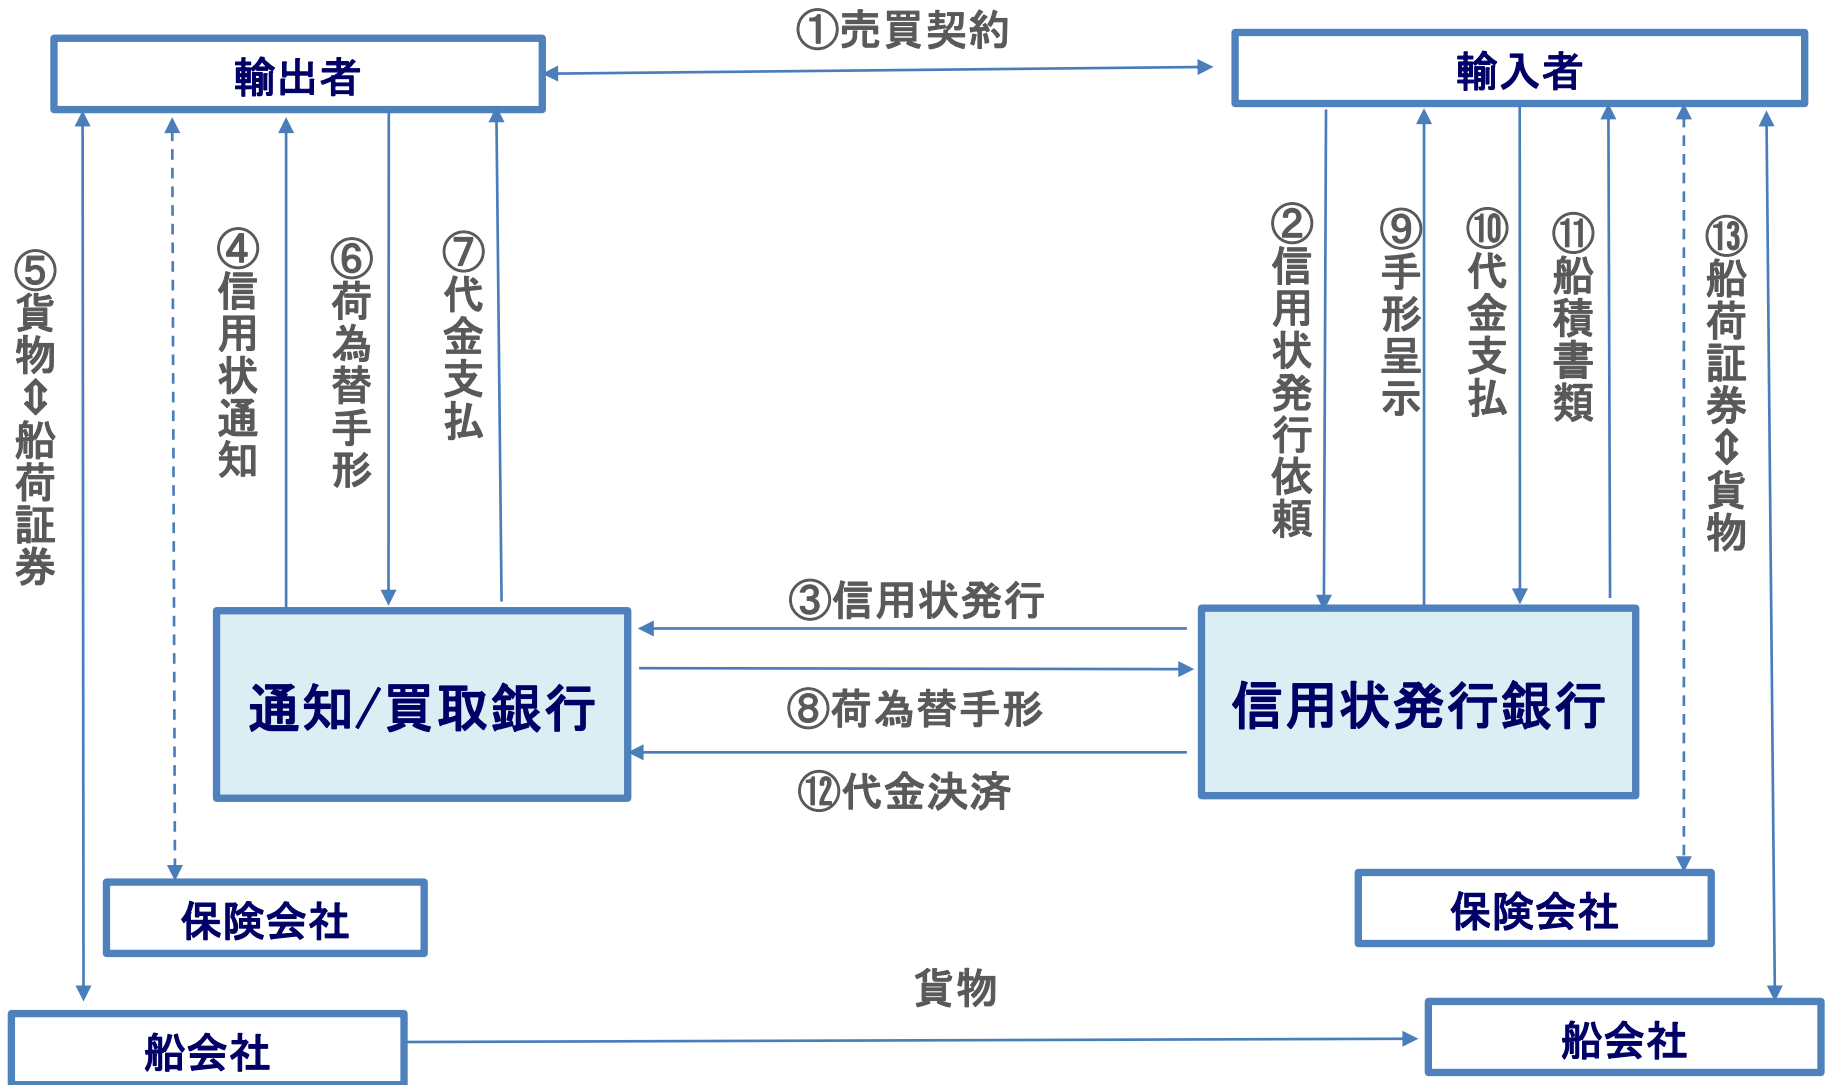 ①売買契約
輸出者
輸入者
⑤貨物⇕船荷証券
④信用状通知
⑥荷為替手形
⑦代金支払
②信用状発行依頼
⑨手形呈示
⑩代金支払
⑪船積書類
⑬船荷証券⇕貨物
③信用状発行
通知/買取銀行
信用状発行銀行
⑧荷為替手形
⑫代金決済
保険会社
保険会社
貨物
船会社
船会社